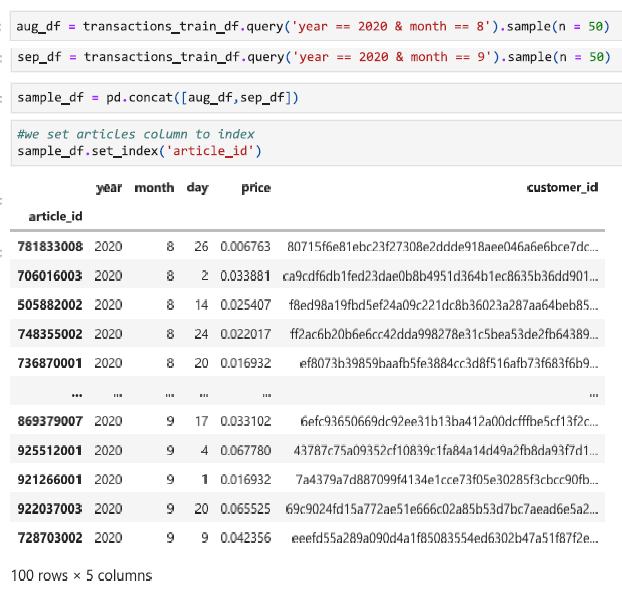 aug_df = transactions_train_df.query('year == 2020 & month == 8').sample(n = 50)
sep_df = transactions_train_df.query('year == 2020 & month == 9').sample(n = 50)
sample_df = pd.concat([aug_df,sep_df])
#we set articles column to index
sample_df.set_index('article_id')
year month day price customer_id
article_id
781833008 2020 8 26 0.006763 80715f6e81ebc23f27308e2ddde918aee046a6e6bce7dc...
706016003 2020 8 2 0.033881 ca9cdf6db1fed23dae0b8b4951d364b1ec8635b36dd901...
505882002 2020 8 14 0.025407 f8ed98a19fbd5ef24a09c221dc8b36023a287aa64beb85...
748355002 2020 8 24 0.022017 ff2ac6b20b6e6cc42dda998278e31c5bea53de2fb64389...
736870001 2020 8 20 0.016932 ef8073b39859baafb5fe3884cc3d8f516afb73f683f6b9...
... ... ... ... ... ...
869379007 2020 9 17 0.033102 6efc93650669dc92ee31b13ba412a00dcfffbe5cf13f2c...
925512001 2020 9 4 0.067780 43787c75a09352cf10839c1fa84a14d49a2fb8da93f7d1...
921266001 2020 9 1 0.016932 7a4379a7d887099f4134e1cce73f05e30285f3cbcc90fb...
922037003 2020 9 20 0.065525 69c9024fd15a772ae51e666c02a85b53d7bc7aead6e5a2...
728703002 2020 9 9 0.042356 eeefd55a289a090d4a1f85083554ed6302b47a51f87f2e...
100 rows × 5 columns